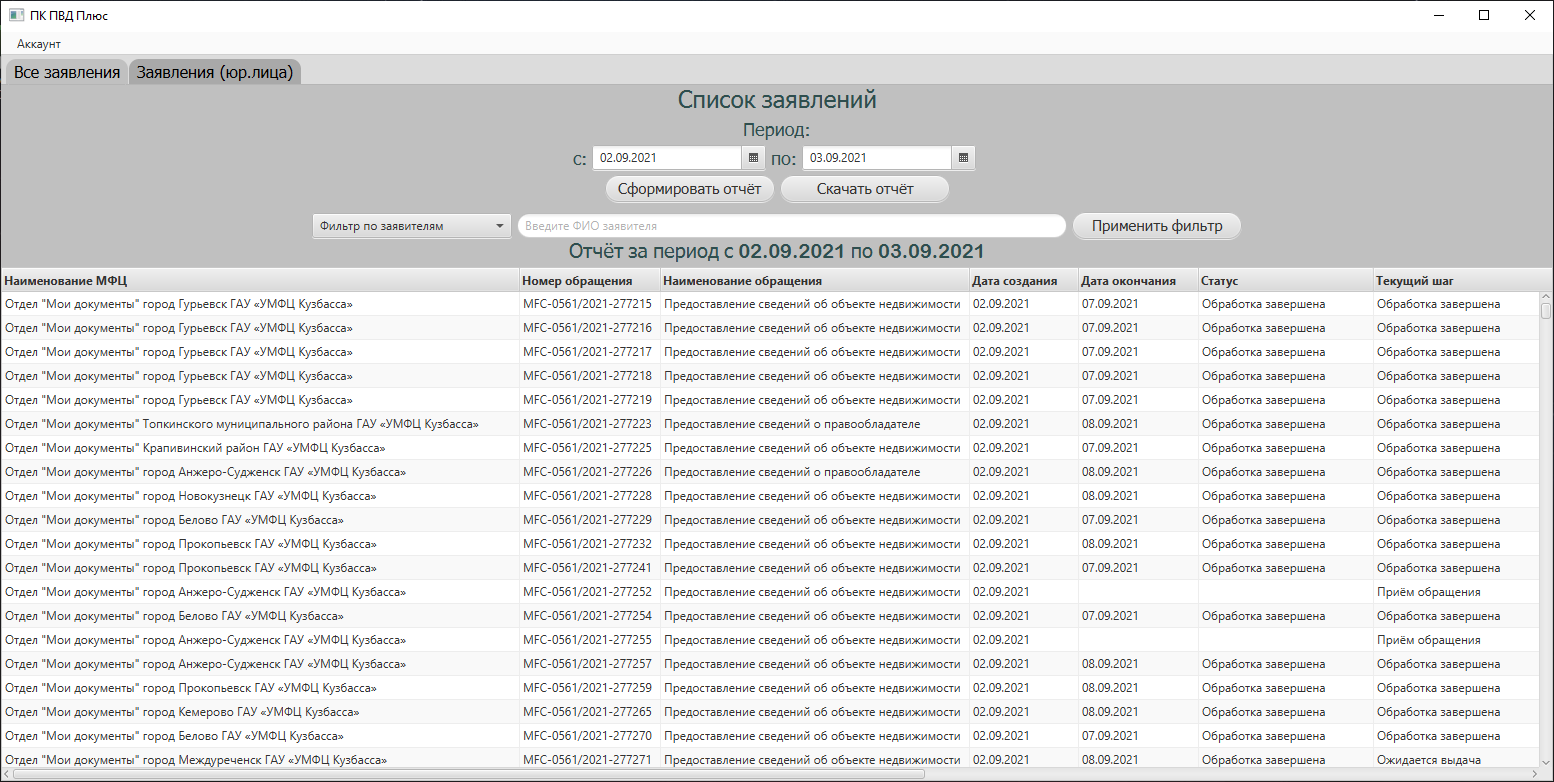 ПК ПВД Плюс
Аккаунт
Все заявления Заявления (юр.лица)
Список заявлений
Период:
с: 02.09.2021 по: 03.09.2021
Сформировать отчёт Скачать отчёт
Фильтр по заявителям Введите ФИО заявителя Применить фильтр
Отчёт за период с 02.09.2021 по 03.09.2021
Наименование МФЦ Номер обращения Наименование обращения Дата создания Дата окончания Статус Текущий шаг
Отдел "Мои документы" город Гурьевск ГАУ «УМФЦ Кузбасса» MFC-0561/2021-277215 Предоставление сведений об объекте недвижимости 02.09.2021 07.09.2021 Обработка завершена Обработка завершена
Отдел "Мои документы" город Гурьевск ГАУ «УМФЦ Кузбасса» MFC-0561/2021-277216 Предоставление сведений об объекте недвижимости 02.09.2021 07.09.2021 Обработка завершена Обработка завершена
Отдел "Мои документы" город Гурьевск ГАУ «УМФЦ Кузбасса» MFC-0561/2021-277217 Предоставление сведений об объекте недвижимости 02.09.2021 07.09.2021 Обработка завершена Обработка завершена
Отдел "Мои документы" город Гурьевск ГАУ «УМФЦ Кузбасса» MFC-0561/2021-277218 Предоставление сведений об объекте недвижимости 02.09.2021 07.09.2021 Обработка завершена Обработка завершена
Отдел "Мои документы" город Гурьевск ГАУ «УМФЦ Кузбасса» MFC-0561/2021-277219 Предоставление сведений об объекте недвижимости 02.09.2021 07.09.2021 Обработка завершена Обработка завершена
Отдел "Мои документы" Топкинского муниципального района ГАУ «УМФЦ Кузбасса» MFC-0561/2021-277223 Предоставление сведений о правообладателе 02.09.2021 08.09.2021 Обработка завершена Обработка завершена
Отдел "Мои документы" Крапивинский район ГАУ «УМФЦ Кузбасса» MFC-0561/2021-277225 Предоставление сведений об объекте недвижимости 02.09.2021 07.09.2021 Обработка завершена Обработка завершена
Отдел "Мои документы" город Анжеро-Судженск ГАУ «УМФЦ Кузбасса» MFC-0561/2021-277226 Предоставление сведений о правообладателе 02.09.2021 08.09.2021 Обработка завершена Обработка завершена
Отдел "Мои документы" город Новокузнецк ГАУ «УМФЦ Кузбасса» MFC-0561/2021-277228 Предоставление сведений об объекте недвижимости 02.09.2021 08.09.2021 Обработка завершена Обработка завершена
Отдел "Мои документы" город Белово ГАУ «УМФЦ Кузбасса» MFC-0561/2021-277229 Предоставление сведений об объекте недвижимости 02.09.2021 07.09.2021 Обработка завершена Обработка завершена
Отдел "Мои документы" город Прокопьевск ГАУ «УМФЦ Кузбасса» MFC-0561/2021-277232 Предоставление сведений об объекте недвижимости 02.09.2021 08.09.2021 Обработка завершена Обработка завершена
Отдел "Мои документы" город Прокопьевск ГАУ «УМФЦ Кузбасса» MFC-0561/2021-277241 Предоставление сведений об объекте недвижимости 02.09.2021 07.09.2021 Обработка завершена Обработка завершена
Отдел "Мои документы" город Анжеро-Судженск ГАУ «УМФЦ Кузбасса» MFC-0561/2021-277252 Предоставление сведений об объекте недвижимости 02.09.2021 Приём обращения
Отдел "Мои документы" город Белово ГАУ «УМФЦ Кузбасса» MFC-0561/2021-277254 Предоставление сведений об объекте недвижимости 02.09.2021 07.09.2021 Обработка завершена Обработка завершена
Отдел "Мои документы" город Анжеро-Судженск ГАУ «УМФЦ Кузбасса» MFC-0561/2021-277255 Предоставление сведений об объекте недвижимости 02.09.2021 Приём обращения
Отдел "Мои документы" город Анжеро-Судженск ГАУ «УМФЦ Кузбасса» MFC-0561/2021-277257 Предоставление сведений об объекте недвижимости 02.09.2021 08.09.2021 Обработка завершена Обработка завершена
Отдел "Мои документы" город Прокопьевск ГАУ «УМФЦ Кузбасса» MFC-0561/2021-277259 Предоставление сведений об объекте недвижимости 02.09.2021 08.09.2021 Обработка завершена Обработка завершена
Отдел "Мои документы" город Кемерово ГАУ «УМФЦ Кузбасса» MFC-0561/2021-277265 Предоставление сведений об объекте недвижимости 02.09.2021 08.09.2021 Обработка завершена Обработка завершена
Отдел "Мои документы" город Белово ГАУ «УМФЦ Кузбасса» MFC-0561/2021-277270 Предоставление сведений об объекте недвижимости 02.09.2021 07.09.2021 Обработка завершена Обработка завершена
Отдел "Мои документы" город Междуреченск ГАУ «УМФЦ Кузбасса» MFC-0561/2021-277271 Предоставление сведений об объекте недвижимости 02.09.2021 08.09.2021 Обработка завершена Ожидается выдача